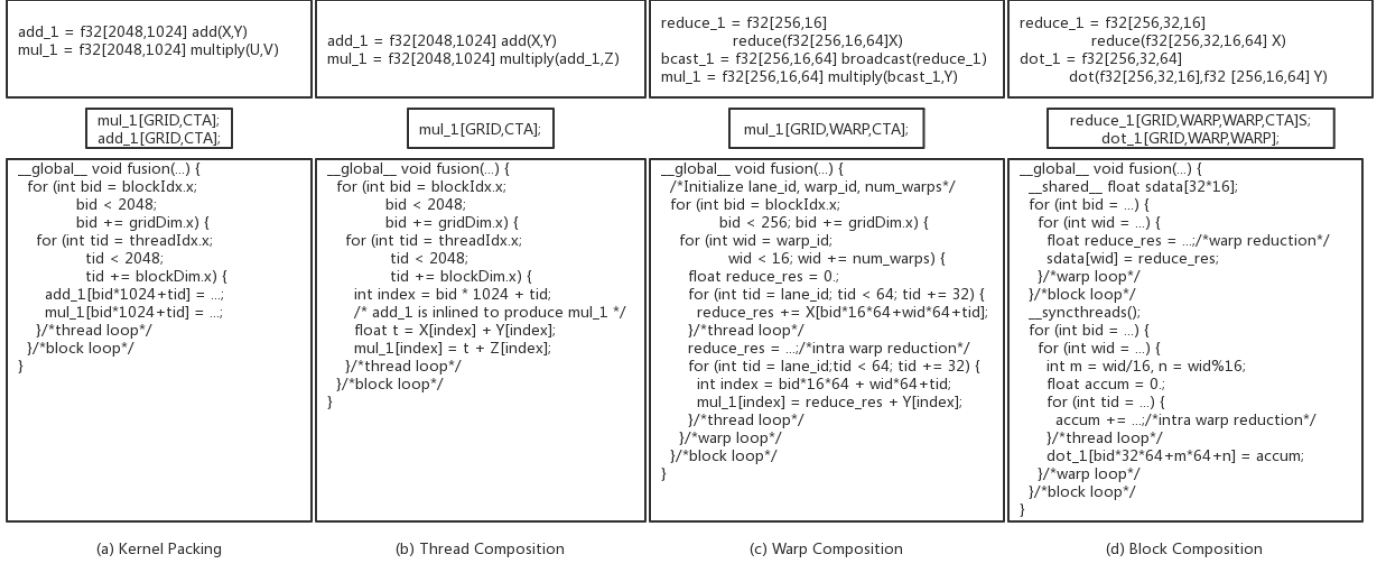 add_1 = f32[2048,1024] add(X,Y)
mul_1 = f32[2048,1024] multiply(U,V)
mul_1[GRID,CTA];
add_1[GRID,CTA];
__global__ void fusion(...) {
for (int bid = blockIdx.x;
bid < 2048;
bid += gridDim.x) {
for (int tid = threadIdx.x;
tid < 2048;
tid += blockDim.x) {
add_1[bid*1024+tid] = ...;
mul_1[bid*1024+tid] = ...;
}/*thread loop*/
}/*block loop*/
}
(a) Kernel Packing
add_1 = f32[2048,1024] add(X,Y)
mul_1 = f32[2048,1024] multiply(add_1,Z)
mul_1[GRID,CTA];
__global__ void fusion(...) {
for (int bid = blockIdx.x;
bid < 2048;
bid += gridDim.x) {
for (int tid = threadIdx.x;
tid < 2048;
tid += blockDim.x) {
int index = bid * 1024 + tid;
/* add_1 is inlined to produce mul_1 */
float t = X[index] + Y[index];
mul_1[index] = t + Z[index];
}/*thread loop*/
}/*block loop*/
}
(b) Thread Composition
reduce_1 = f32[256,16]
reduce(f32[256,16,64]X)
bcast_1 = f32[256,16,64] broadcast(reduce_1)
mul_1 = f32[256,16,64] multiply(bcast_1,Y)
mul_1[GRID,WARP,CTA];
__global__ void fusion(...) {
/*Initialize lane_id, warp_id, num_warps*/
for (int bid = blockIdx.x;
bid < 256; bid += gridDim.x) {
for (int wid = warp_id;
wid < 16; wid += num_warps) {
float reduce_res = 0.;
for (int tid = lane_id; tid < 64; tid += 32) {
reduce_res += X[bid*16*64+wid*64+tid];
}/*thread loop*/
reduce_res = ...;/*intra warp reduction*/
for (int tid = lane_id;tid < 64; tid += 32) {
int index = bid*16*64 + wid*64+tid;
mul_1[index] = reduce_res + Y[index];
}/*thread loop*/
}/*warp loop*/
}/*block loop*/
}
(c) Warp Composition
reduce_1 = f32[256,32,16]
reduce(f32[256,32,16,64] X)
dot_1 = f32[256,32,64]
dot(f32[256,32,16],f32 [256,16,64] Y)
reduce_1[GRID,WARP,WARP,CTA]S;
dot_1[GRID,WARP,WARP];
__global__ void fusion(...) {
__shared__ float sdata[32*16];
for (int bid = ...) {
for (int wid = ...) {
float reduce_res = ...;/*warp reduction*/
sdata[wid] = reduce_res;
}/*warp loop*/
}/*block loop*/
__syncthreads();
for (int bid = ...) {
for (int wid = ...) {
int m = wid/16, n = wid%16;
float accum = 0.;
for (int tid = ...) {
accum += ...;/*intra warp reduction*/
}/*thread loop*/
dot_1[bid*32*64+m*64+n] = accum;
}/*warp loop*/
}/*block loop*/
}
(d) Block Composition